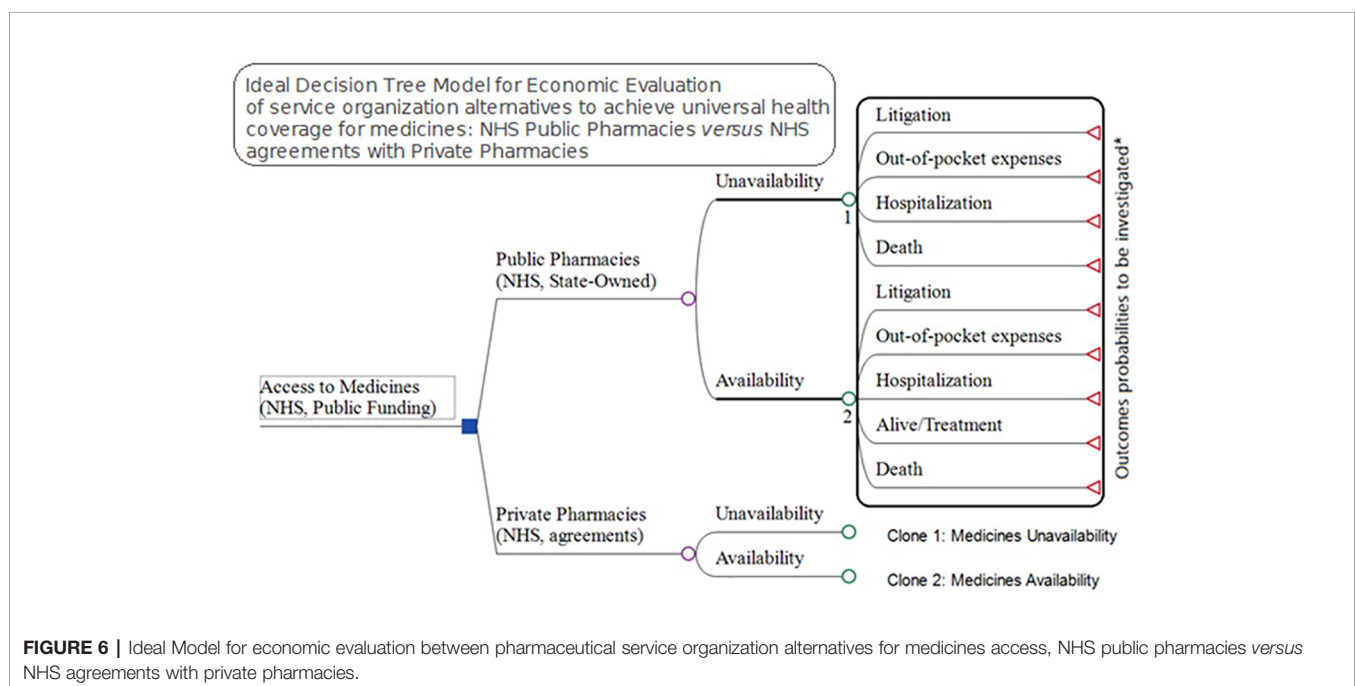 Ideal Decision Tree Model for Economic Evaluation
of service organization alternatives to achieve universal health
coverage for medicines: NHS Public Pharmacies versus NHS
agreements with Private Pharmacies
Access to Medicines
(NHS, Public Funding)
Public Pharmacies
(NHS, State-Owned)
Unavailability
1
Litigation
Out-of-pocket expenses
Hospitalization
Death
Availability
2
Litigation
Out-of-pocket expenses
Hospitalization
Alive/Treatment
Death
Outcomes probabilities to be investigated*
Private Pharmacies
(NHS, agreements)
Unavailability
Clone 1: Medicines Unavailability
Availability
Clone 2: Medicines Availability
FIGURE 6 | Ideal Model for economic evaluation between pharmaceutical service organization alternatives for medicines access, NHS public pharmacies versus
NHS agreements with private pharmacies.